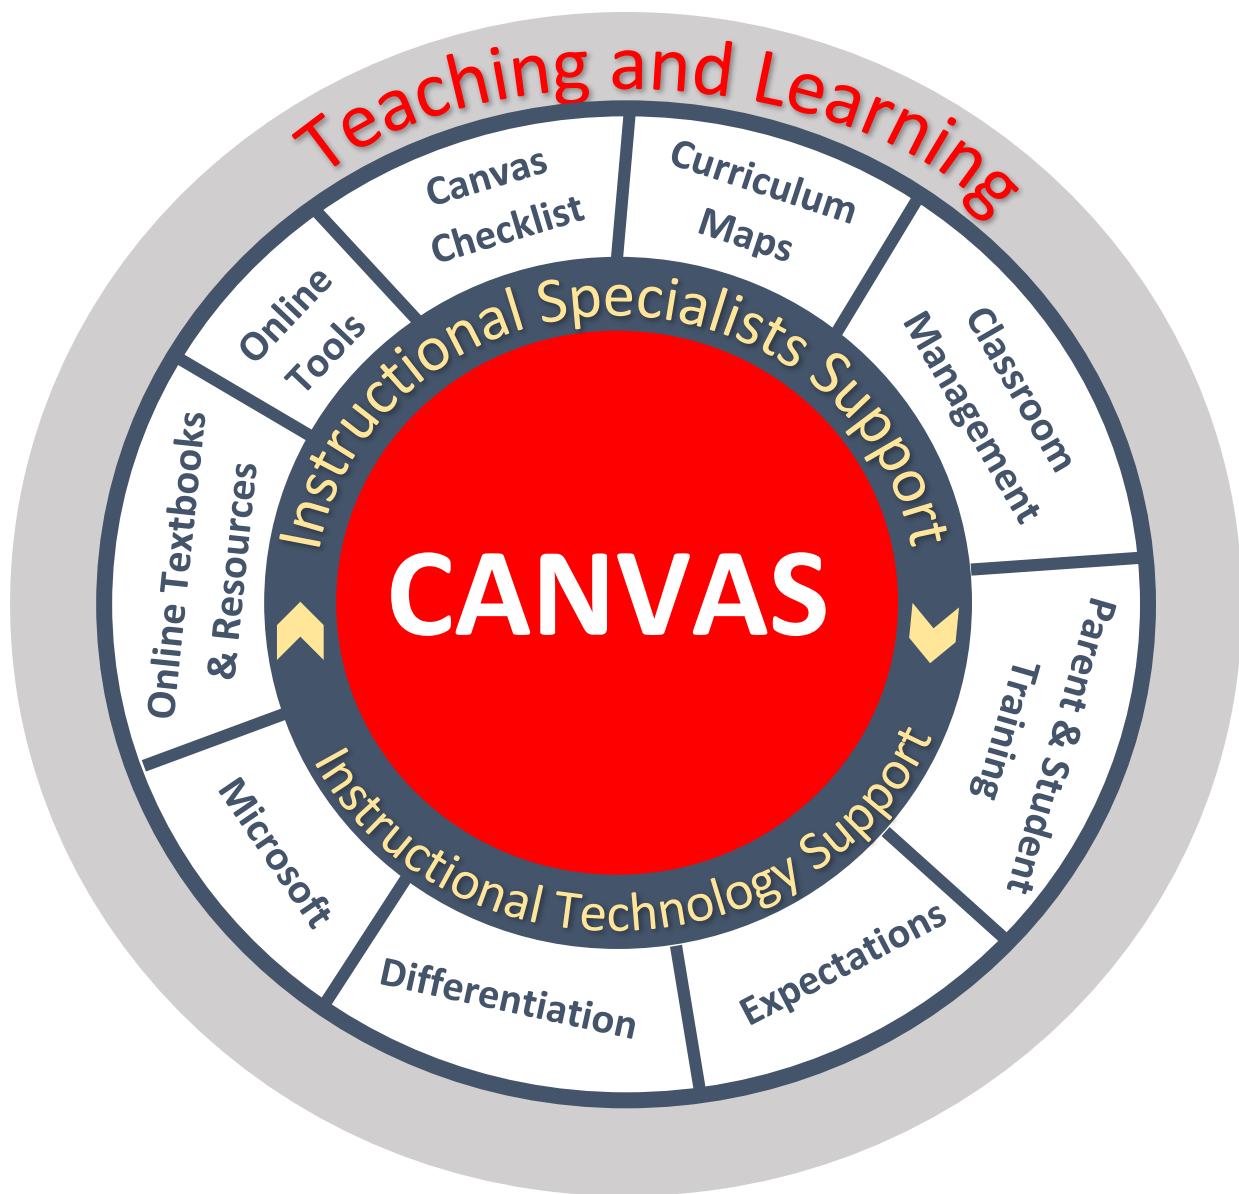 Teaching and Learning
Canvas
Checklist
Curriculum
Maps
Classroom
Management
Parent & Student
Training
Expectations
Differentiation
Microsoft
Online Textbooks
& Resources
Online
Tools
Instructional Specialists Support
Instructional Technology Support
CANVAS